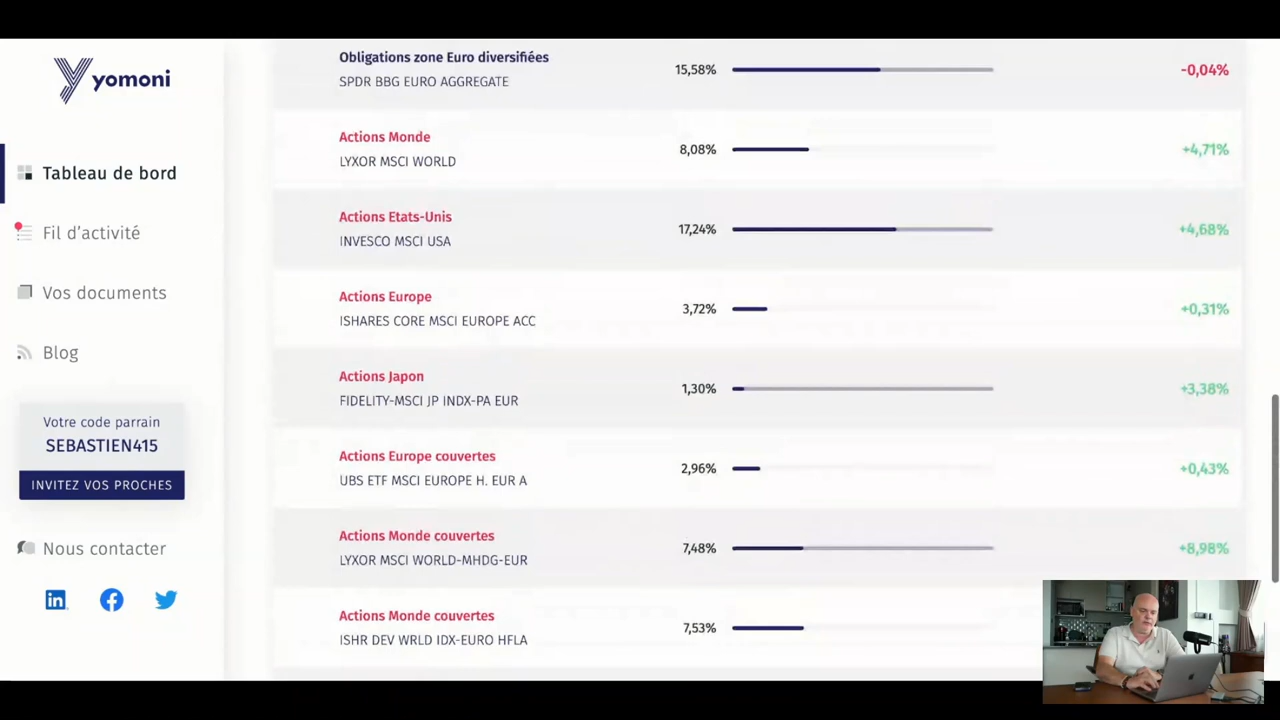 yomoni
Tableau de bord
Fil d'activité
Vos documents
Blog
Votre code parrain
SEBASTIEN415
INVITEZ VOS PROCHES
Nous contacter
Obligations zone Euro diversifiées
SPDR BBG EURO AGGREGATE
15,58%
-0,04%
Actions Monde
LYXOR MSCI WORLD
8,08%
+4,71%
Actions Etats-Unis
INVESCO MSCI USA
17,24%
+4,68%
Actions Europe
ISHARES CORE MSCI EUROPE ACC
3,72%
+0,31%
Actions Japon
FIDELITY-MSCI JP INDX-PA EUR
1,30%
+3,38%
Actions Europe couvertes
UBS ETF MSCI EUROPE H. EUR A
2,96%
+0,43%
Actions Monde couvertes
LYXOR MSCI WORLD-MHDG-EUR
7,48%
+8,98%
Actions Monde couvertes
ISHR DEV WRLD IDX-EURO HFLA
7,53%